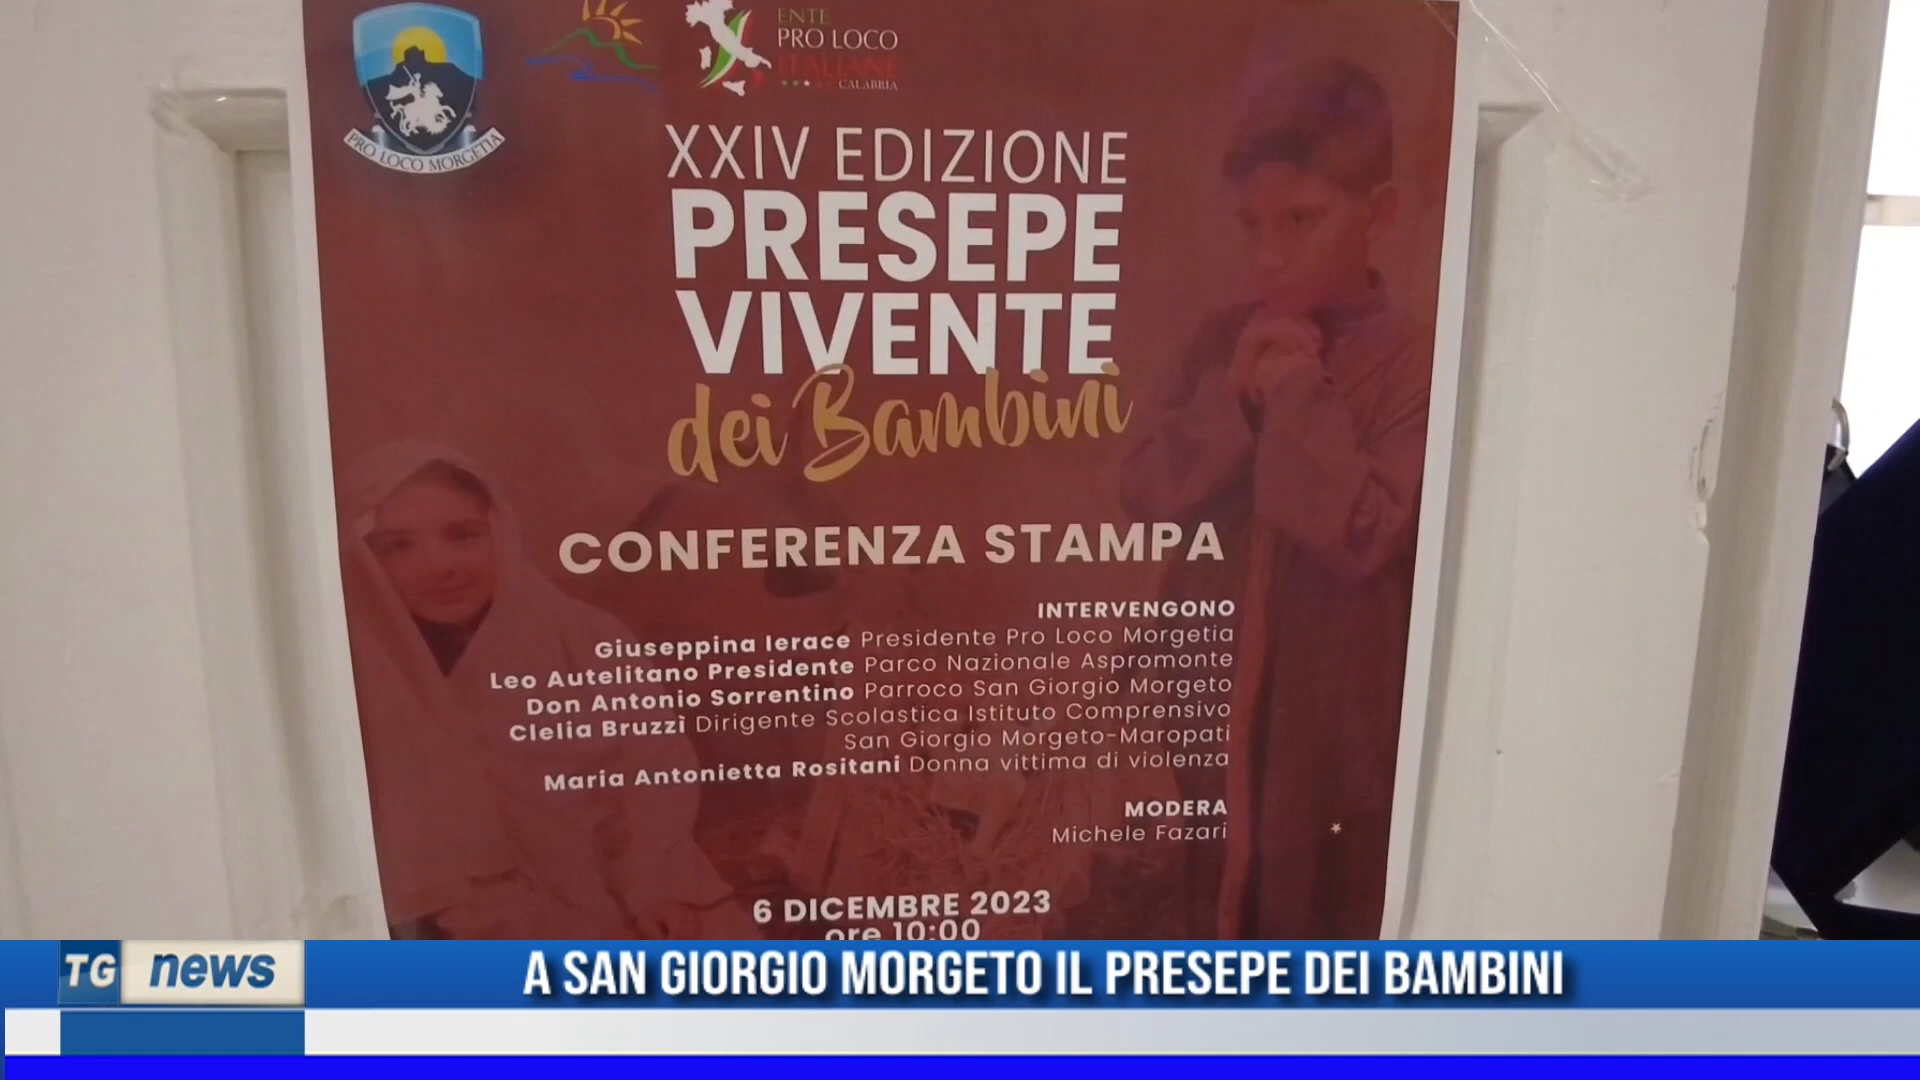 ENTE
PRO LOCO
ITALIANE
CALABRIA
PRO LOCO MORGETIA
XXIV EDIZIONE
PRESEPE
VIVENTE
dei Bambini
CONFERENZA STAMPA
INTERVENGONO
Giuseppina Ierace Presidente Pro Loco Morgetia
Leo Autelitano Presidente Parco Nazionale Aspromonte
Don Antonio Sorrentino Parroco San Giorgio Morgeto
Clelia Bruzzì Dirigente Scolastica Istituto Comprensivo
San Giorgio Morgeto-Maropati
Maria Antonietta Rositani Donna vittima di violenza
MODERA
Michele Fazari
6 DICEMBRE 2023
ore 10:00
TG news
A SAN GIORGIO MORGETO IL PRESEPE DEI BAMBINI